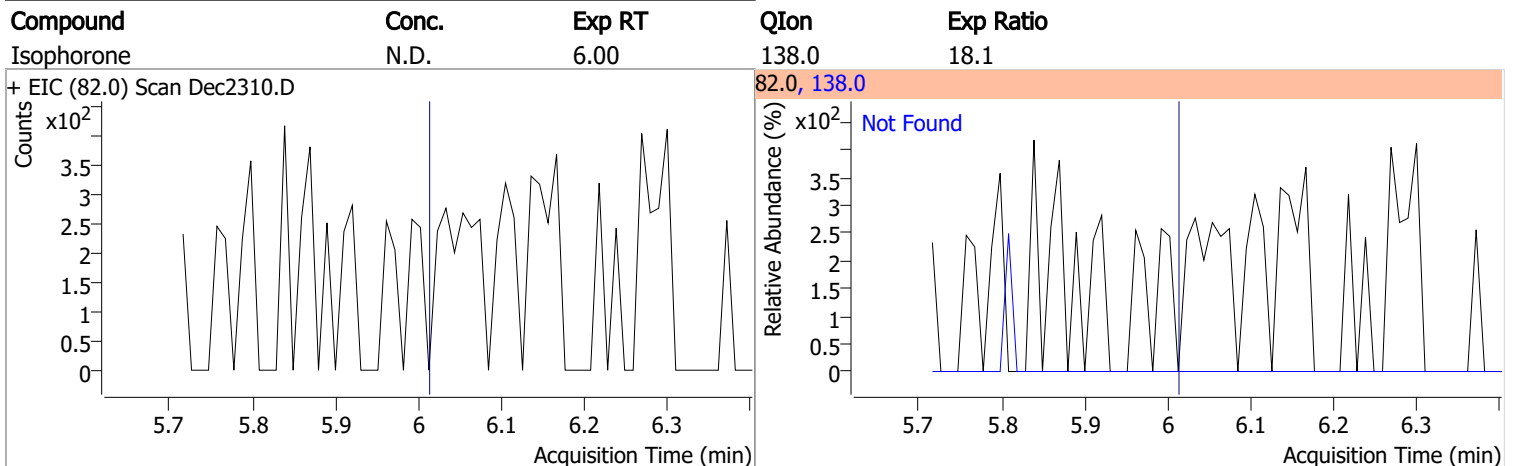 Compound Conc. Exp RT QIon Exp Ratio
Isophorone N.D. 6.00 138.0 18.1
+ EIC (82.0) Scan Dec2310.D
Counts
x10²
3.5
3
2.5
2
1.5
1
0.5
0
5.7 5.8 5.9 6 6.1 6.2 6.3
Acquisition Time (min)
82.0, 138.0
Relative Abundance (%)
x10²
Not Found
3.5
3
2.5
2
1.5
1
0.5
0
5.7 5.8 5.9 6 6.1 6.2 6.3
Acquisition Time (min)